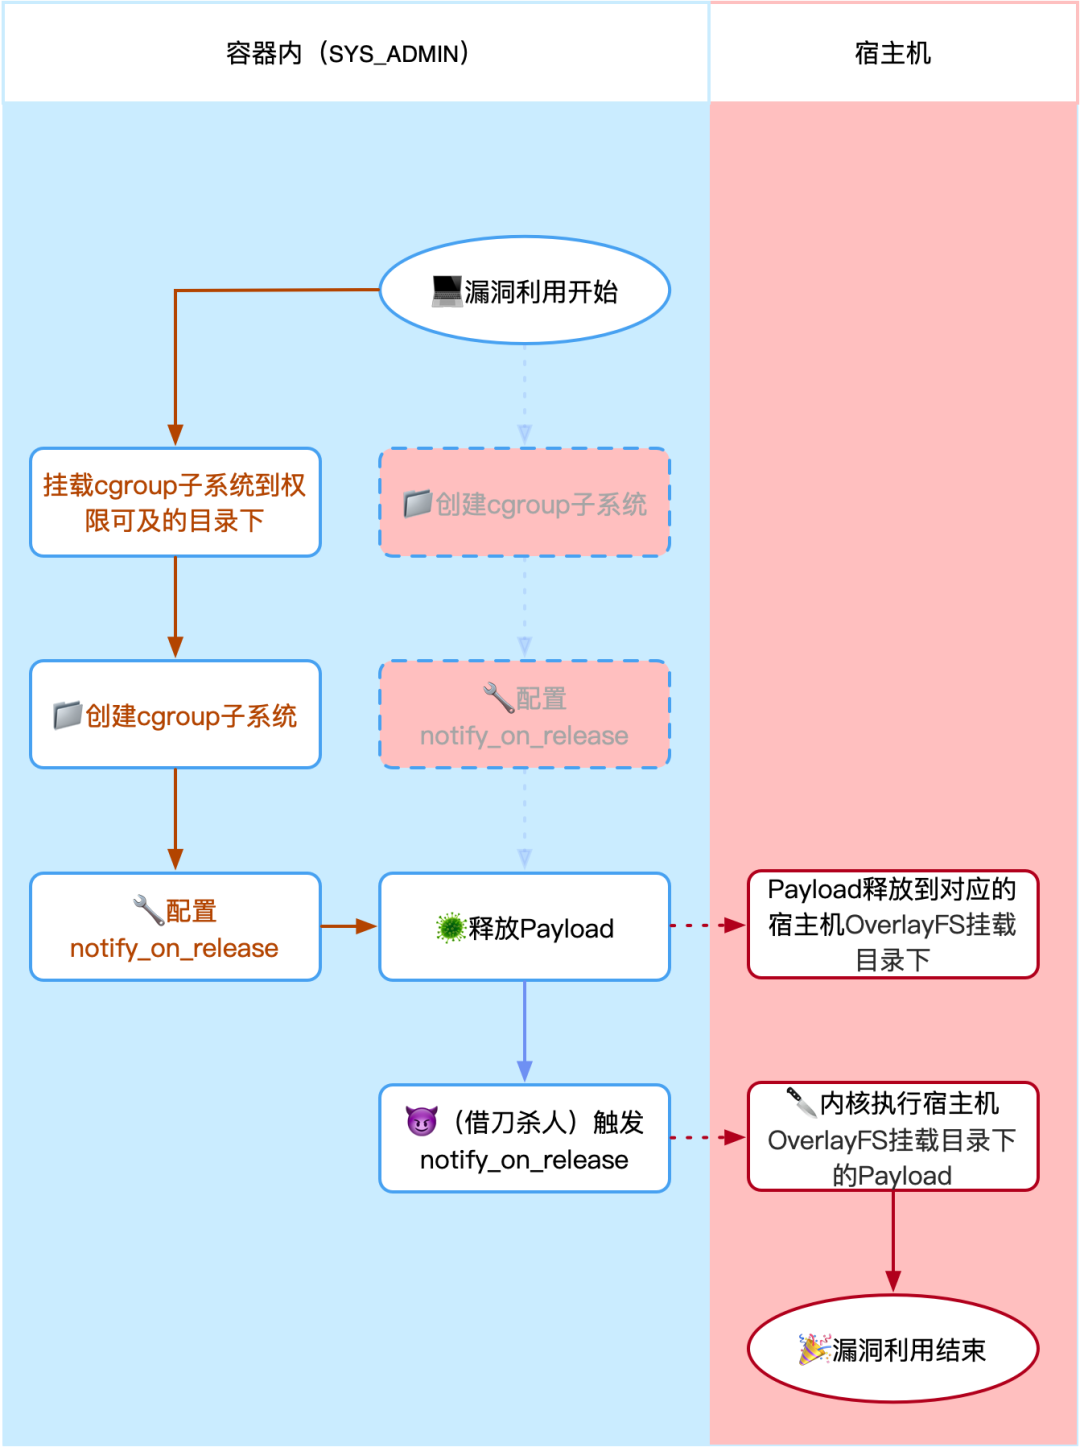 容器内（SYS_ADMIN）
宿主机
💻漏洞利用开始
挂载cgroup子系统到权
限可及的目录下
📁创建cgroup子系统
📁创建cgroup子系统
🔧配置
notify_on_release
🔧配置
notify_on_release
🦠释放Payload
Payload释放到对应的
宿主机OverlayFS挂载
目录下
😈（借刀杀人）触发
notify_on_release
🔪内核执行宿主机
OverlayFS挂载目录下
的Payload
🎉漏洞利用结束